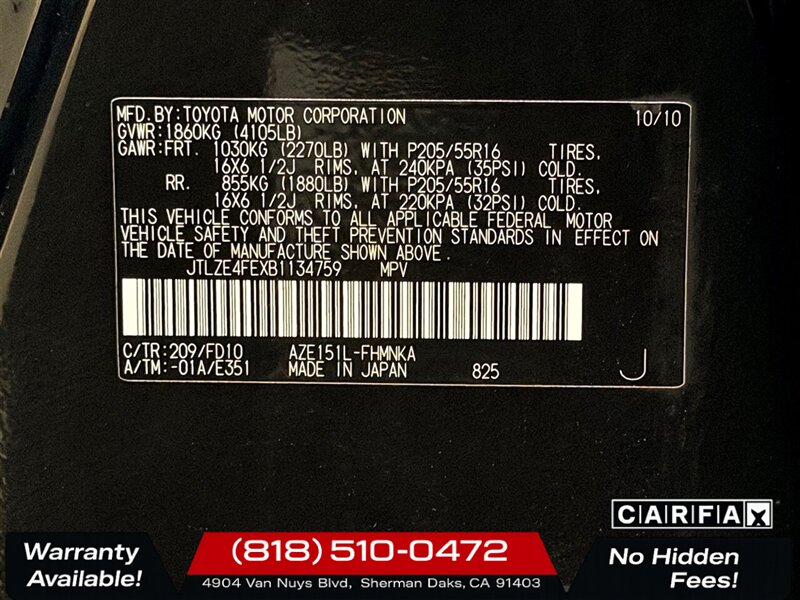 MFD.BY:TOYOTA MOTOR CORPORATION 10/10
GVWR:1860KG (4105LB)
GAWR:FRT. 1030KG (2270LB) WITH P205/55R16 TIRES,
16X6 1/2J RIMS, AT 240KPA (35PSI) COLD.
RR. 855KG (1880LB) WITH P205/55R16 TIRES,
16X6 1/2J RIMS, AT 220KPA (32PSI) COLD.
THIS VEHICLE CONFORMS TO ALL APPLICABLE FEDERAL MOTOR
VEHICLE SAFETY AND THEFT PREVENTION STANDARDS IN EFFECT ON
THE DATE OF MANUFACTURE SHOWN ABOVE.
JTLZE4FEXB1134759 MPV
C/TR:209/FD10 AZE151L-FHMNKA
A/TM:-01A/E351 MADE IN JAPAN 825 J
CARFAX
Warranty Available!
(818) 510-0472
4904 Van Nuys Blvd, Sherman Oaks, CA 91403
No Hidden Fees!